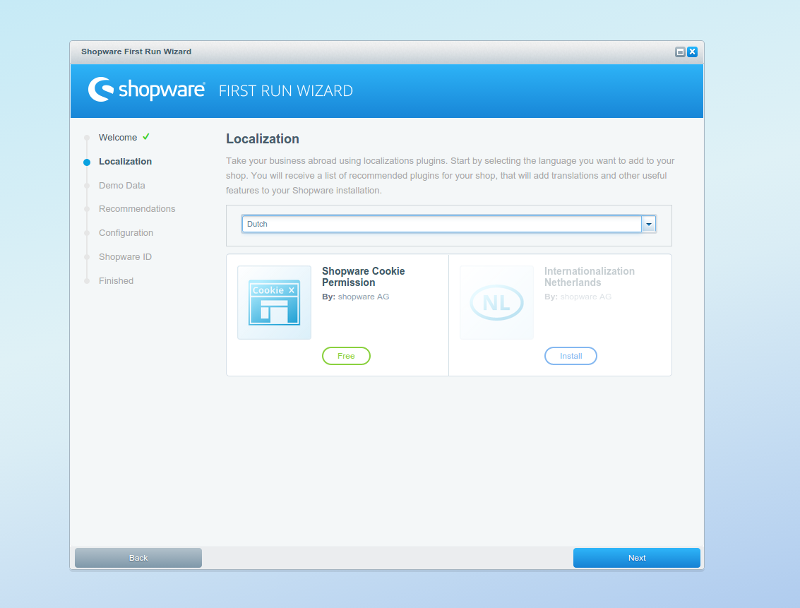 Shopware First Run Wizard
shopware FIRST RUN WIZARD
Welcome
Localization
Demo Data
Recommendations
Configuration
Shopware ID
Finished
Localization
Take your business abroad using localizations plugins. Start by selecting the language you want to add to your
shop. You will receive a list of recommended plugins for your shop, that will add translations and other useful
features to your Shopware installation.
Dutch
Cookie X
Shopware Cookie
Permission
By: shopware AG
Free
NL
Internationalization
Netherlands
By: shopware AG
Install
Back
Next